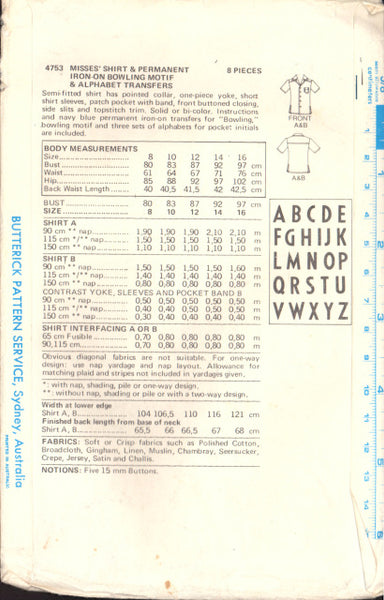 4753 MISSES' SHIRT & PERMANENT 8 PIECES
IRON-ON BOWLING MOTIF
& ALPHABET TRANSFERS
Semi-fitted shirt has pointed collar, one-piece yoke, short
shirt sleeves, patch pocket with band, front buttoned closing,
side slits and topstitch trim. Solid or bi-color. Instructions
and navy blue permanent iron-on transfers for "Bowling,"
bowling motif and three sets of alphabets for pocket initials
are included.
FRONT
A&B
A&B
BODY MEASUREMENTS
Size 8 10 12 14 16
Bust 80 83 87 92 97 cm
Waist 61 64 67 71 76 cm
Hip 85 88 92 97 102 cm
Back Waist Length 40 40,5 41,5 42 42,5 cm
BUST 80 83 87 92 97 cm
SIZE 8 10 12 14 16
SHIRT A
90 cm ** nap 1,90 1,90 1,90 2,10 2,10 m
115 cm */** nap 1,50 1,50 1,50 1,50 1,50 m
150 cm ** nap 1,10 1,10 1,10 1,10 1,10 m
SHIRT B
90 cm ** nap 1,50 1,50 1,50 1,50 1,60 m
115 cm */** nap 1,40 1,40 1,40 1,40 1,40 m
150 cm ** nap 0,80 0,80 0,80 0,80 0,80 m
CONTRAST YOKE, SLEEVES AND POCKET BAND B
90 cm ** nap 0,50 0,50 0,50 0,50 0,50 m
115 cm */** nap 0,40 0,40 0,40 0,50 0,50 m
150 cm ** nap 0,30 0,40 0,40 0,40 0,40 m
SHIRT INTERFACING A OR B
65 cm Fusible 0,70 0,80 0,80 0,80 0,80 m
90,115 cm 0,70 0,80 0,80 0,80 0,80 m
Obvious diagonal fabrics are not suitable. For one-way
design: use nap yardage and nap layout. Allowance for
matching plaid and stripes not included in yardages given.
*: with nap, shading, pile or one-way design.
**: without nap, shading or pile or with a two-way design.
Width at lower edge
Shirt A, B 104 106,5 110 116 121 cm
Finished back length from base of neck
Shirt A, B 65,5 66 66,5 67 68 cm
FABRICS: Soft or Crisp fabrics such as Polished Cotton,
Broadcloth, Gingham, Linen, Muslin, Chambray, Seersucker,
Crepe, Jersey, Satin and Challis.
NOTIONS: Five 15 mm Buttons.
ABCDE
FGHIJK
LMNOP
QRSTU
VWXYZ
BUTTERICK PATTERN SERVICE, Sydney, Australia
PRINTED IN AUSTRALIA
centimetres